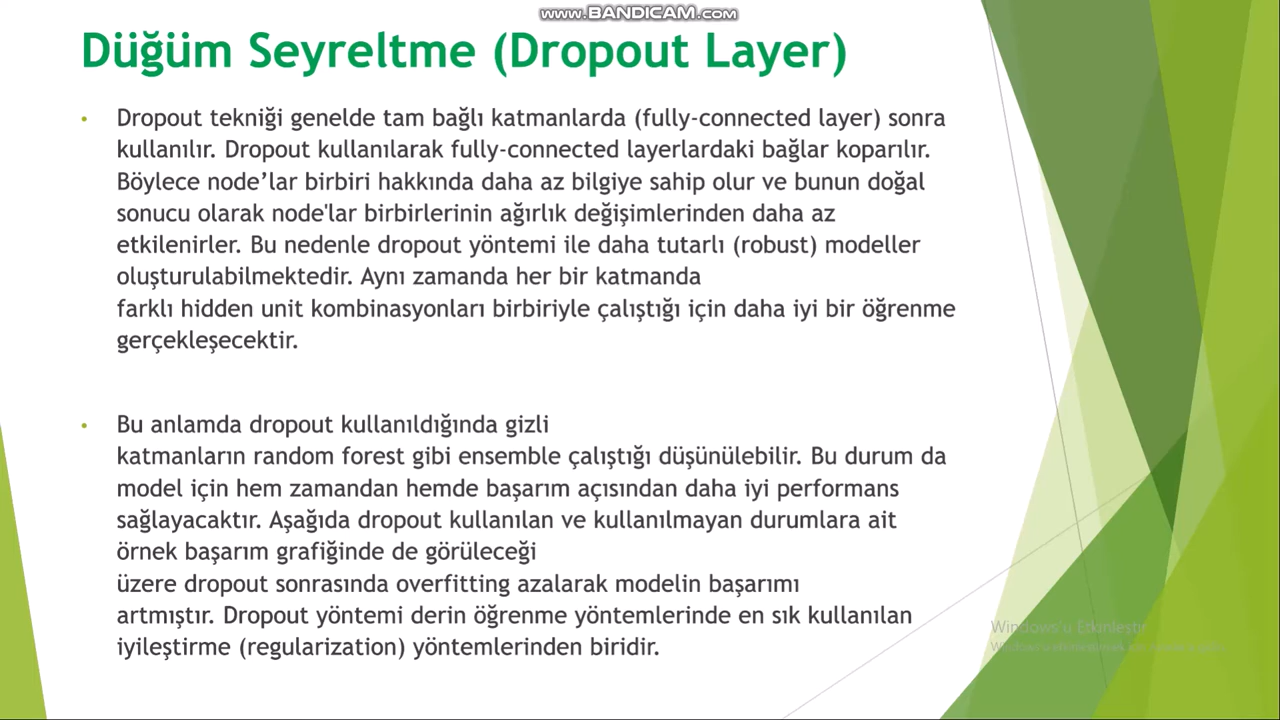 www.BANDICAM.com
Düğüm Seyreltme (Dropout Layer)
• Dropout tekniği genelde tam bağlı katmanlarda (fully-connected layer) sonra
kullanılır. Dropout kullanılarak fully-connected layerlardaki bağlar koparılır.
Böylece node’lar birbiri hakkında daha az bilgiye sahip olur ve bunun doğal
sonucu olarak node'lar birbirlerinin ağırlık değişimlerinden daha az
etkilenirler. Bu nedenle dropout yöntemi ile daha tutarlı (robust) modeller
oluşturulabilmektedir. Aynı zamanda her bir katmanda
farklı hidden unit kombinasyonları birbiriyle çalıştığı için daha iyi bir öğrenme
gerçekleşecektir.
• Bu anlamda dropout kullanıldığında gizli
katmanların random forest gibi ensemble çalıştığı düşünülebilir. Bu durum da
model için hem zamandan hemde başarım açısından daha iyi performans
sağlayacaktır. Aşağıda dropout kullanılan ve kullanılmayan durumlara ait
örnek başarım grafiğinde de görüleceği
üzere dropout sonrasında overfitting azalarak modelin başarımı
artmıştır. Dropout yöntemi derin öğrenme yöntemlerinde en sık kullanılan
iyileştirme (regularization) yöntemlerinden biridir.
Windows'u Etkinleştir